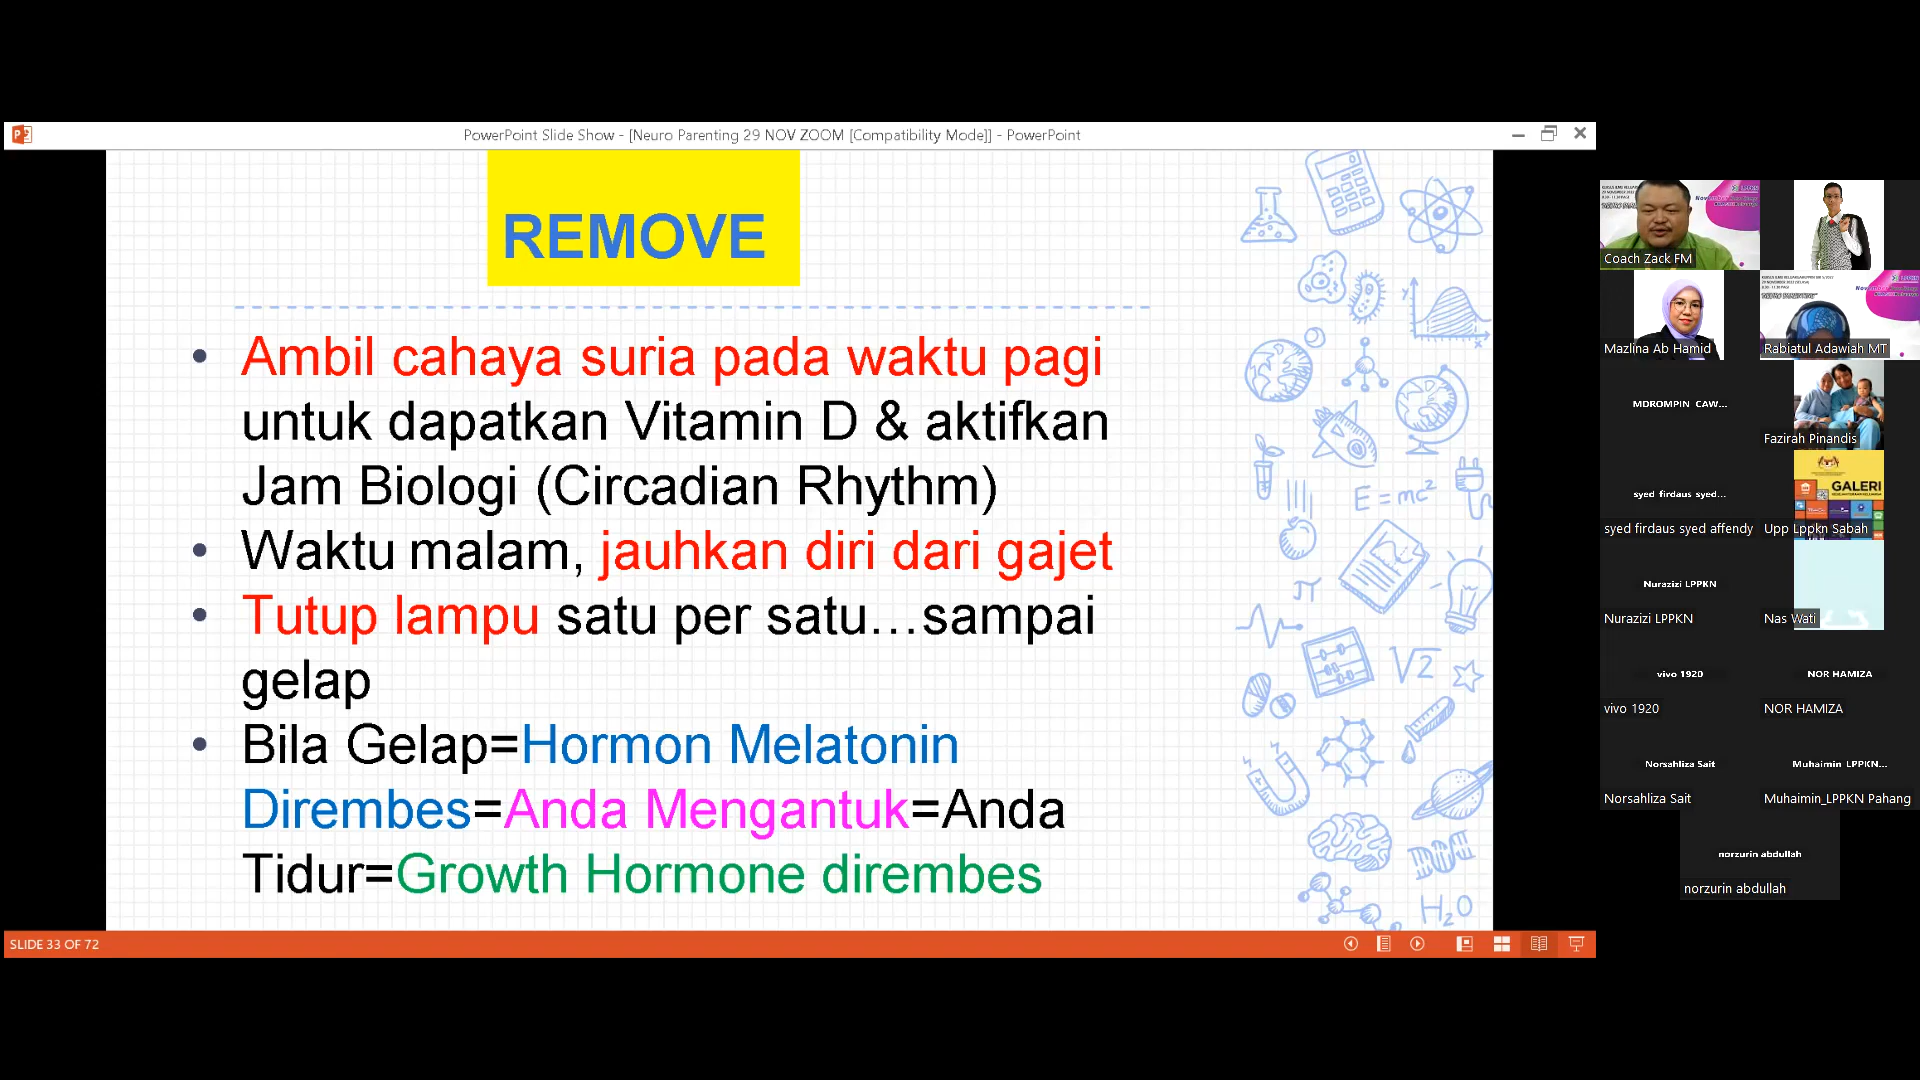 PowerPoint Slide Show - [Neuro Parenting 29 NOV ZOOM [Compatibility Mode]] - PowerPoint
REMOVE
Ambil cahaya suria pada waktu pagi
untuk dapatkan Vitamin D & aktifkan
Jam Biologi (Circadian Rhythm)
Waktu malam, jauhkan diri dari gajet
Tutup lampu satu per satu...sampai
gelap
Bila Gelap=Hormon Melatonin
Dirembes=Anda Mengantuk=Anda
Tidur=Growth Hormone dirembes
E=mc²
π
√2
H₂O
SLIDE 33 OF 72
Coach Zack FM
Mazlina Ab Hamid
Rabiatul Adawiah MT
MDROMPIN CAW...
Fazirah Pinandis
syed firdaus syed...
syed firdaus syed affendy
GALERI
Upp Lppkn Sabah
Nurazizi LPPKN
Nurazizi LPPKN
Nas Wati
vivo 1920
vivo 1920
NOR HAMIZA
NOR HAMIZA
Norsahliza Sait
Norsahliza Sait
Muhaimin LPPKN...
Muhaimin_LPPKN Pahang
norzurin abdullah
norzurin abdullah